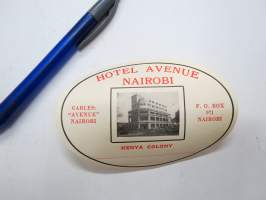 HOTEL AVENUE
NAIROBI
CABLES:
"AVENUE"
NAIROBI
P. O. BOX
971
NAIROBI
KENYA COLONY